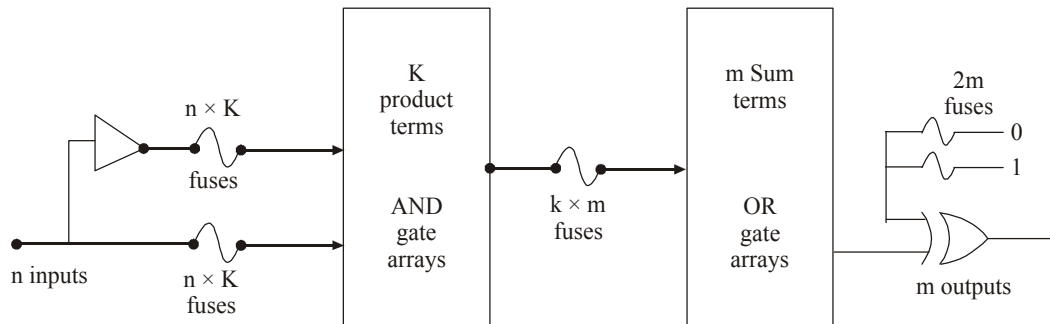 n × K
fuses
n inputs
n × K
fuses
K
product
terms
AND
gate
arrays
k × m
fuses
m Sum
terms
OR
gate
arrays
2m
fuses
0
1
m outputs